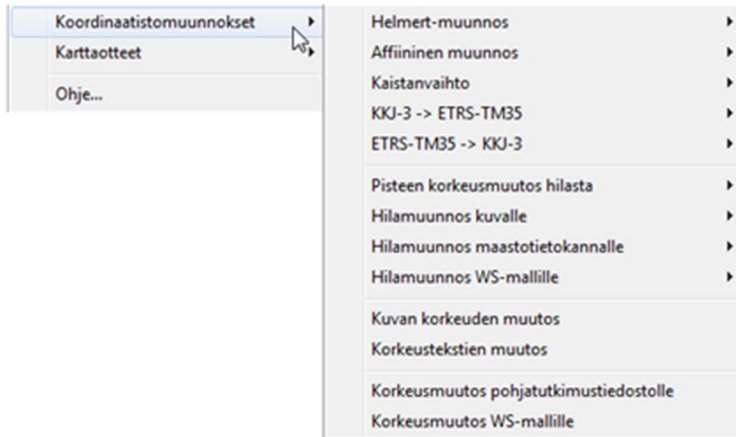 Koordinaatistomuunnokset
Karttaotteet
Ohje...
Helmert-muunnos
Affiininen muunnos
Kaistanvaihto
KKJ-3 -> ETRS-TM35
ETRS-TM35 -> KKJ-3
Pisteen korkeusmuutos hilasta
Hilamuunnos kuvalle
Hilamuunnos maastotietokannalle
Hilamuunnos WS-mallille
Kuvan korkeuden muutos
Korkeustekstien muutos
Korkeusmuutos pohjatutkimustiedostolle
Korkeusmuutos WS-mallille